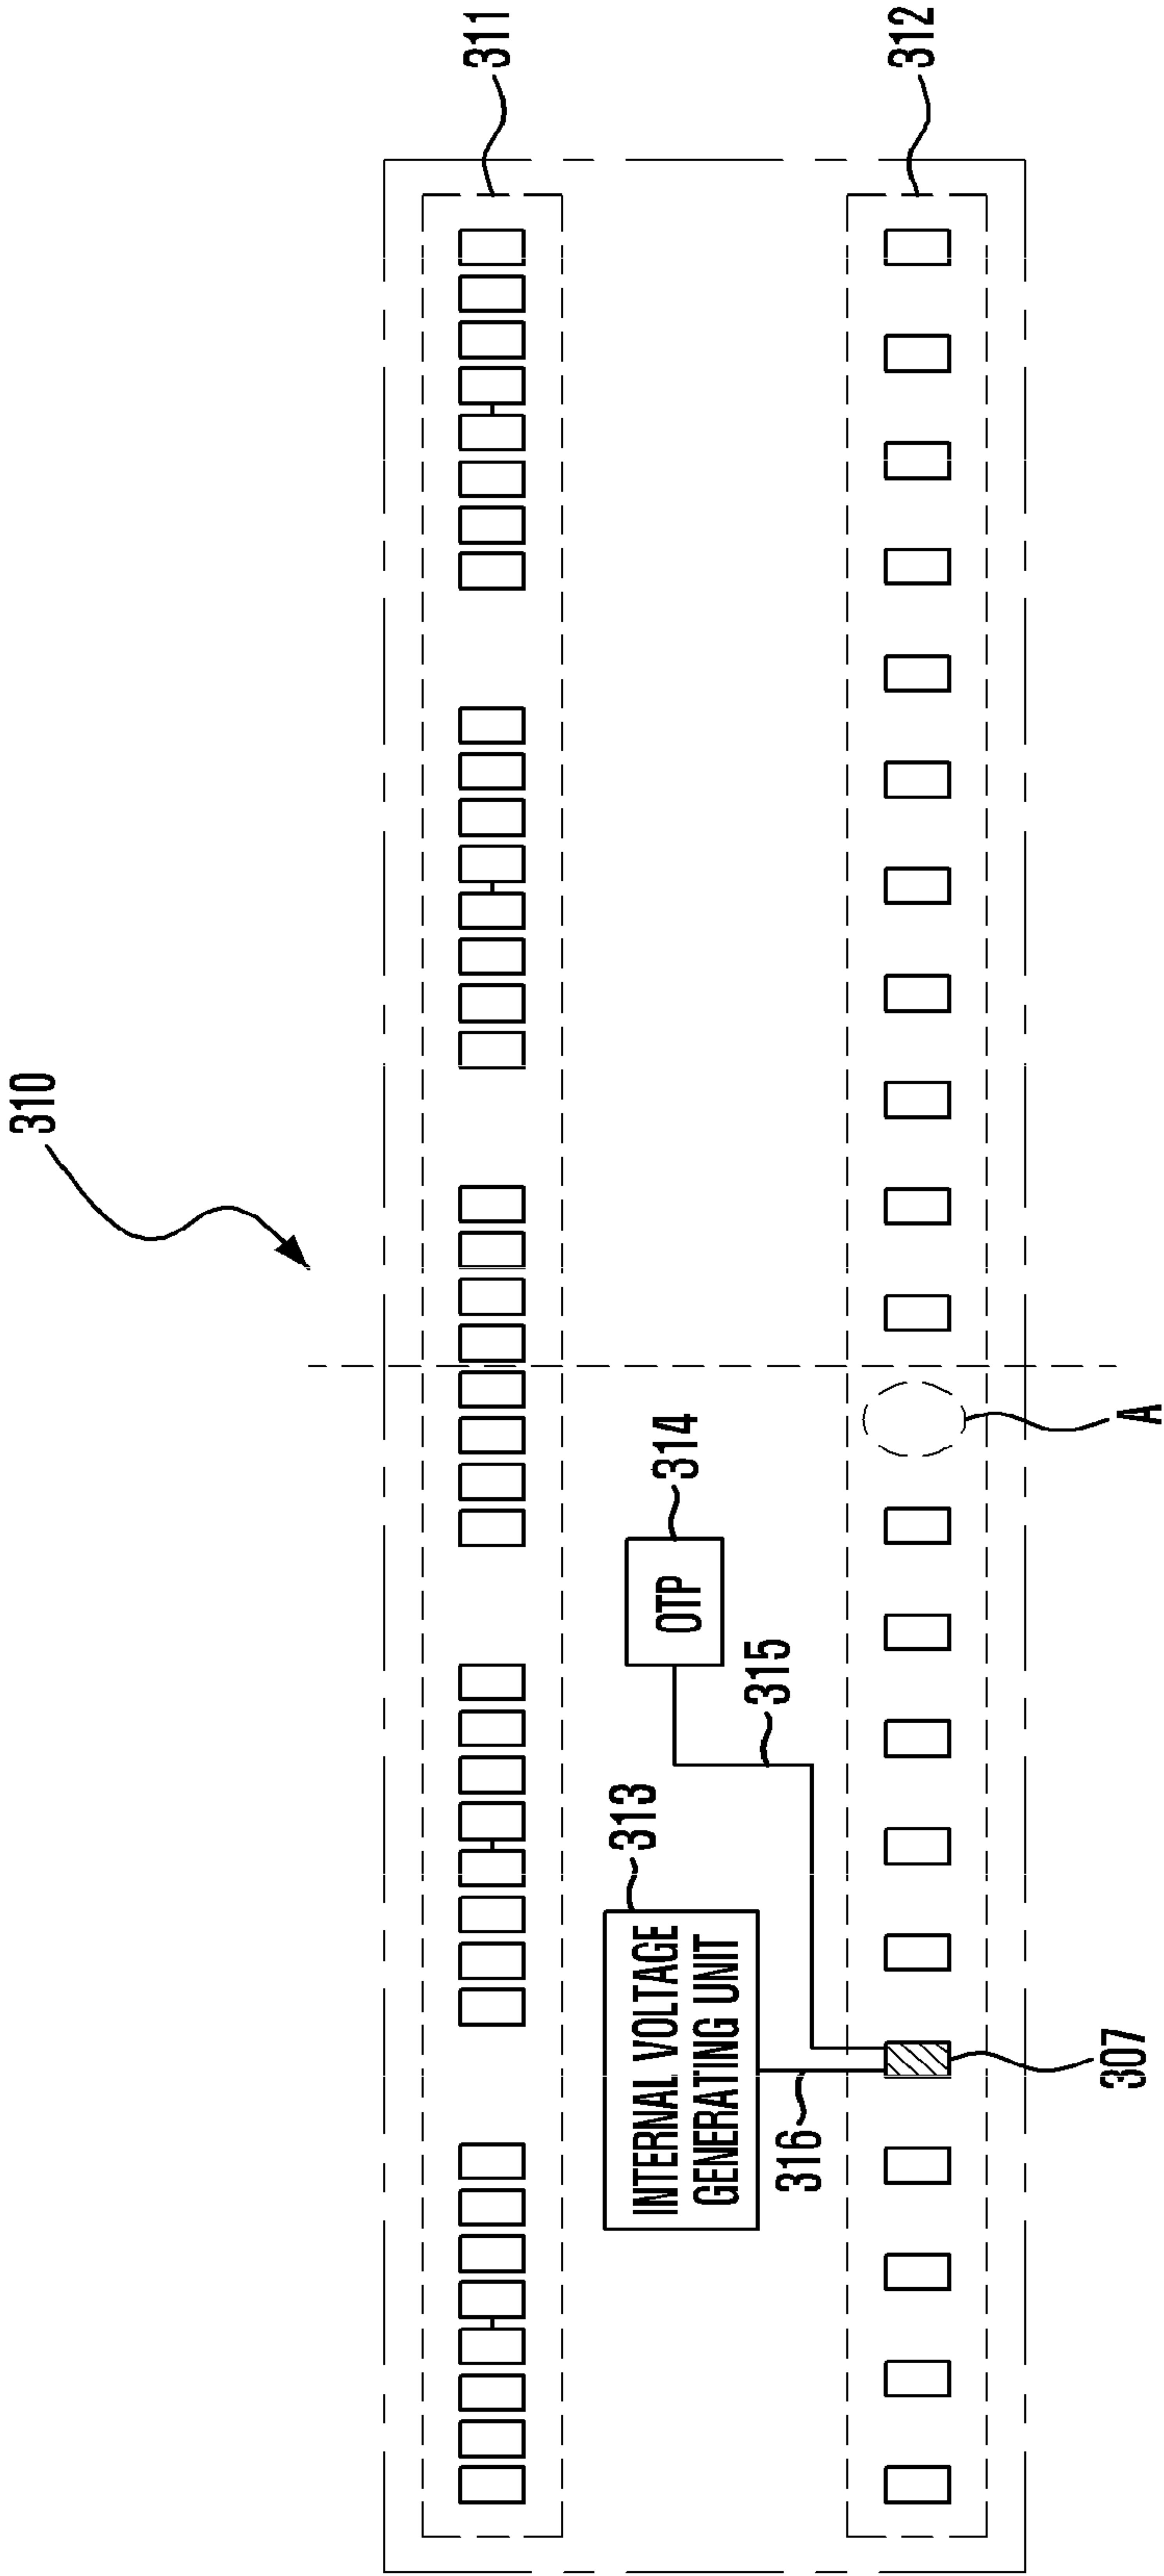 310
311
312
314
OTP
315
313
INTERNAL VOLTAGE
GENERATING UNIT
316
307
A